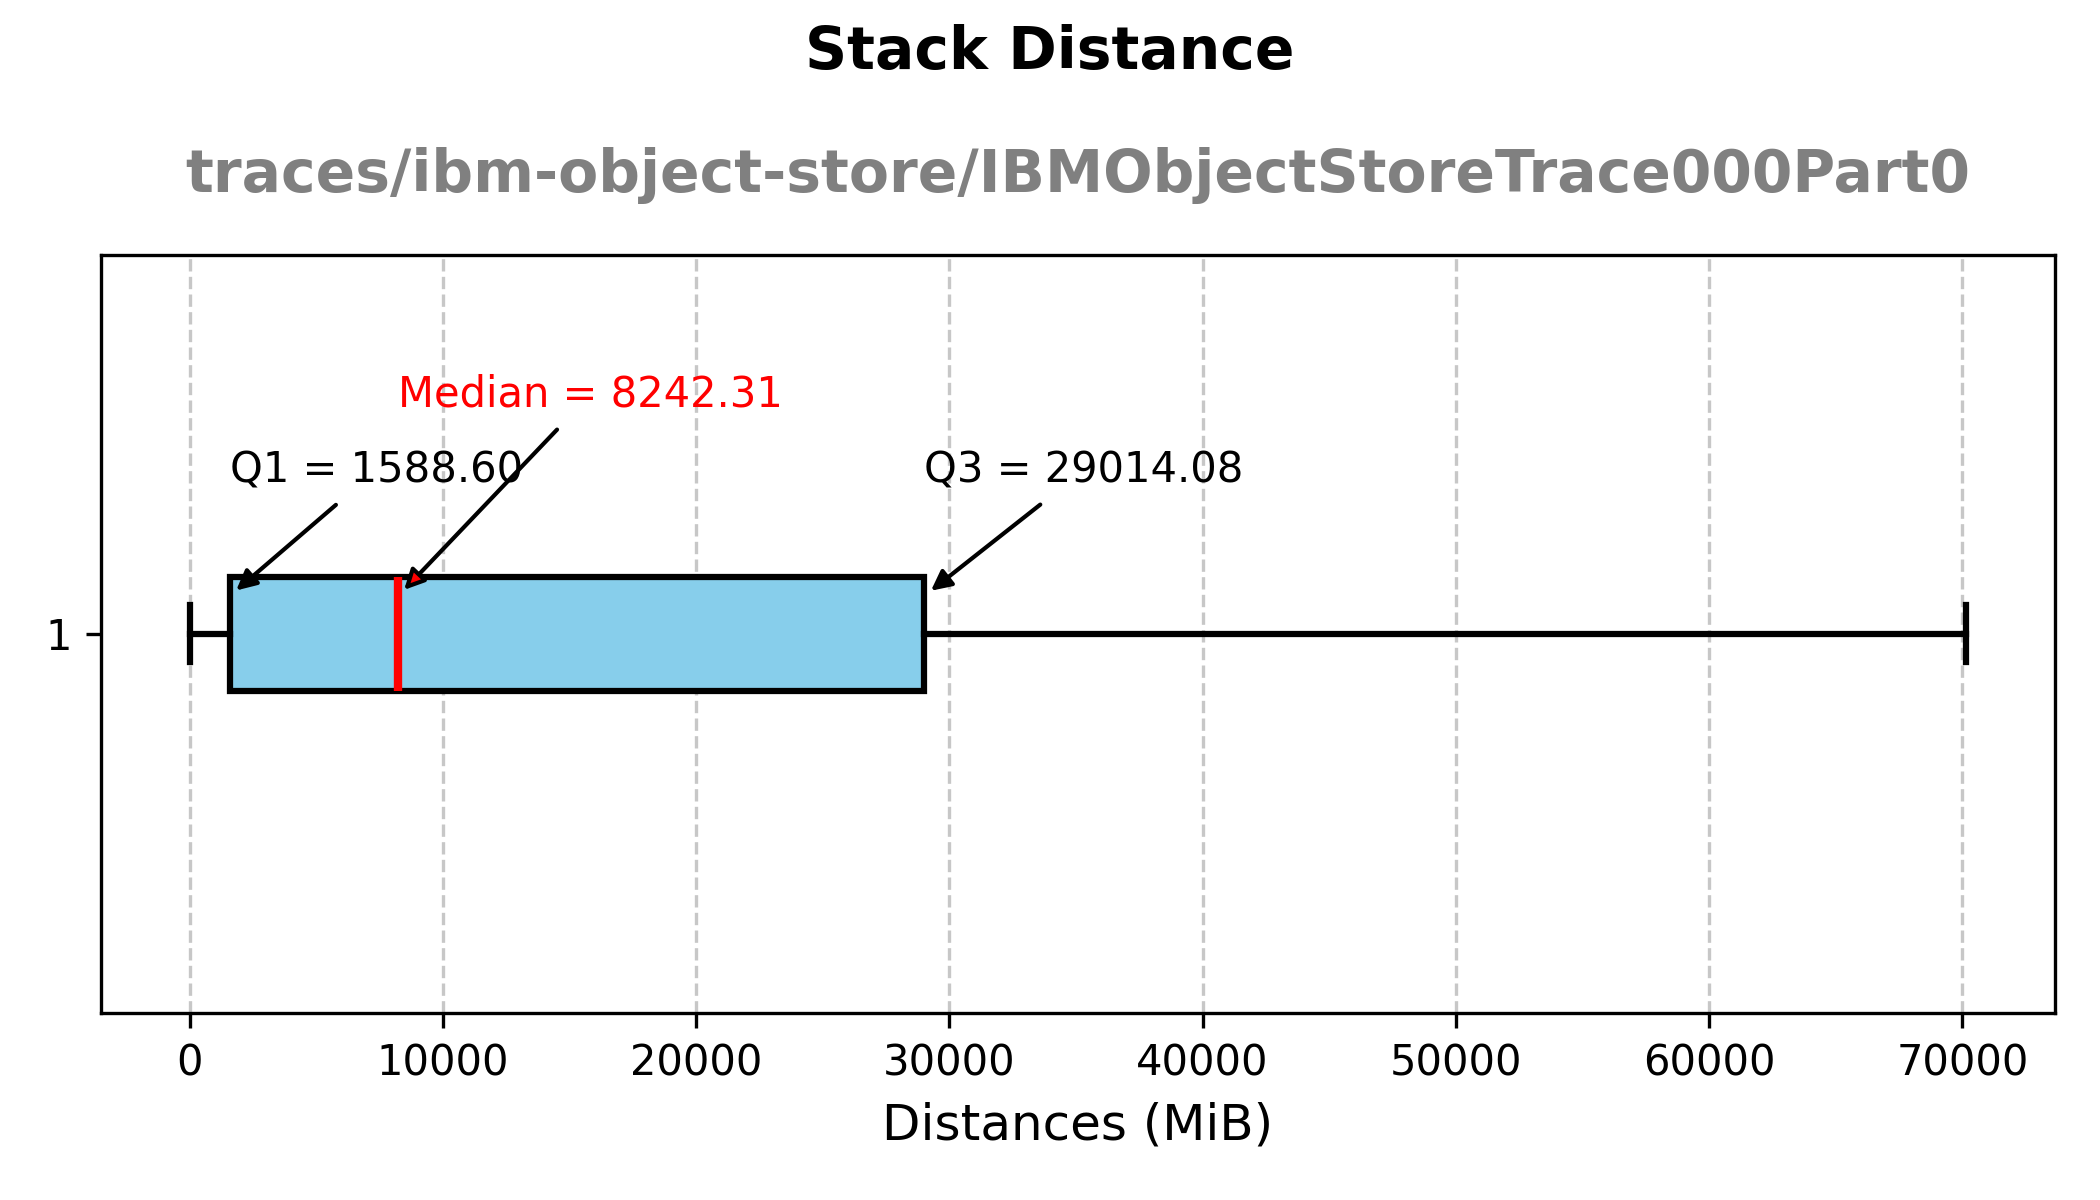 Stack Distance
traces/ibm-object-store/IBMObjectStoreTrace000Part0
Median = 8242.31
Q1 = 1588.60
Q3 = 29014.08
1
0 10000 20000 30000 40000 50000 60000 70000
Distances (MiB)